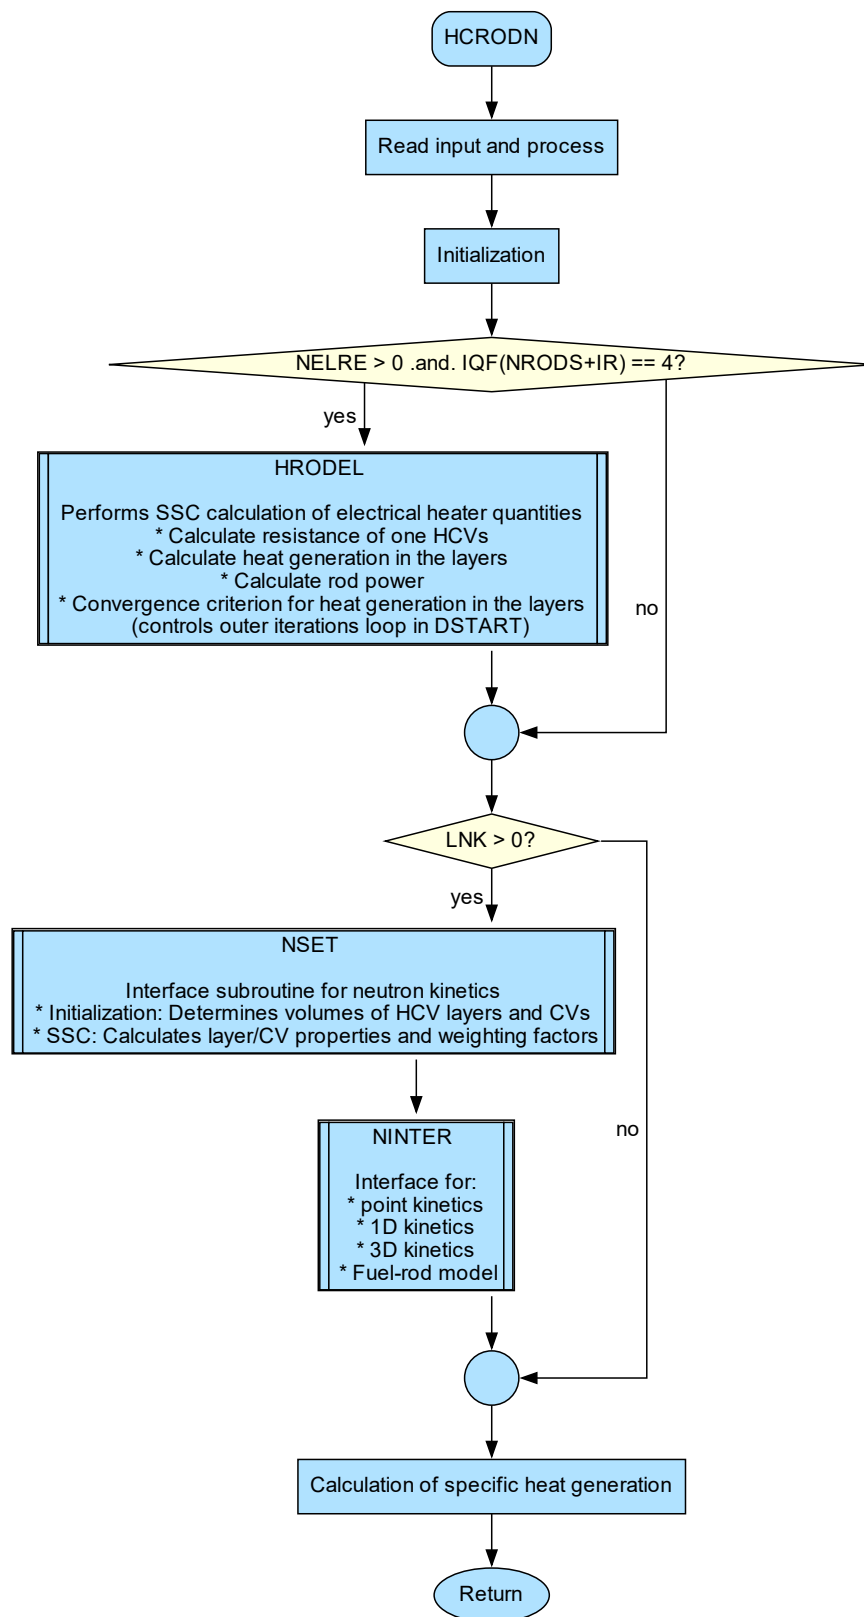 HCRODN
Read input and process
Initialization
NELRE > 0 .and. IQF(NRODS+IR) == 4?
yes
HRODEL
Performs SSC calculation of electrical heater quantities
* Calculate resistance of one HCVs
* Calculate heat generation in the layers
* Calculate rod power
* Convergence criterion for heat generation in the layers
(controls outer iterations loop in DSTART)
no
LNK > 0?
yes
NSET
Interface subroutine for neutron kinetics
* Initialization: Determines volumes of HCV layers and CVs
* SSC: Calculates layer/CV properties and weighting factors
no
NINTER
Interface for:
* point kinetics
* 1D kinetics
* 3D kinetics
* Fuel-rod model
Calculation of specific heat generation
Return